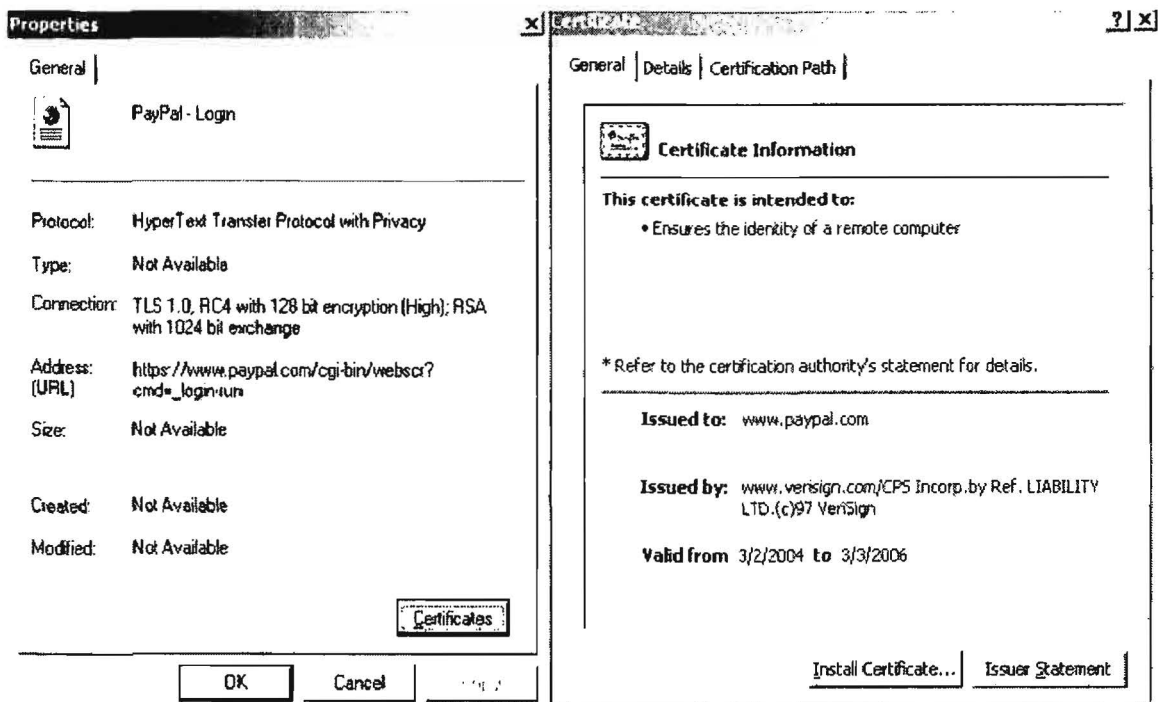 Properties
General
PayPal - Login
Protocol: HyperText Transfer Protocol with Privacy
Type: Not Available
Connection: TLS 1.0, RC4 with 128 bit encryption (High); RSA
with 1024 bit exchange
Address: https://www.paypal.com/cgi-bin/webscr?
(URL) cmd=_login-run
Size: Not Available
Created: Not Available
Modified: Not Available
Certificates
OK Cancel
Certificate
General Details Certification Path
Certificate Information
This certificate is intended to:
• Ensures the identity of a remote computer
* Refer to the certification authority's statement for details.
Issued to: www.paypal.com
Issued by: www.verisign.com/CPS Incorp.by Ref. LIABILITY
LTD.(c)97 VeriSign
Valid from 3/2/2004 to 3/3/2006
Install Certificate... Issuer Statement